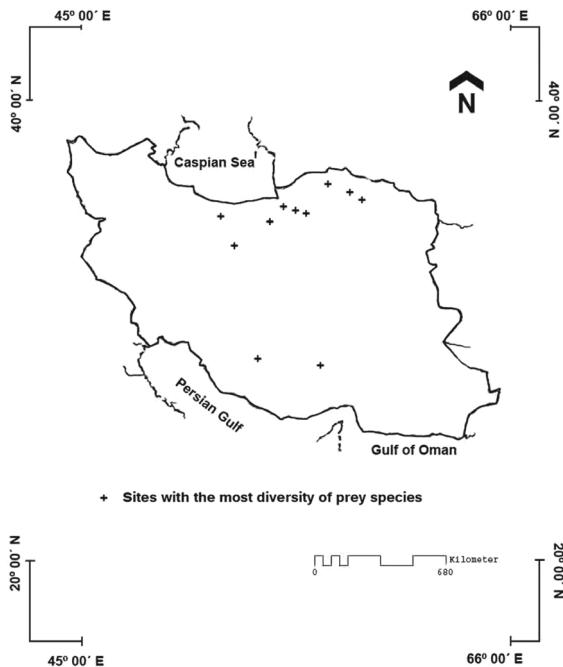 45º 00´ E
66º 00´ E
40º 00´ N
40º 00´ N
N
Caspian Sea
Persian Gulf
Gulf of Oman
+ Sites with the most diversity of prey species
20º 00´ N
20º 00´ N
Kilometer
0
680
45º 00´ E
66º 00´ E